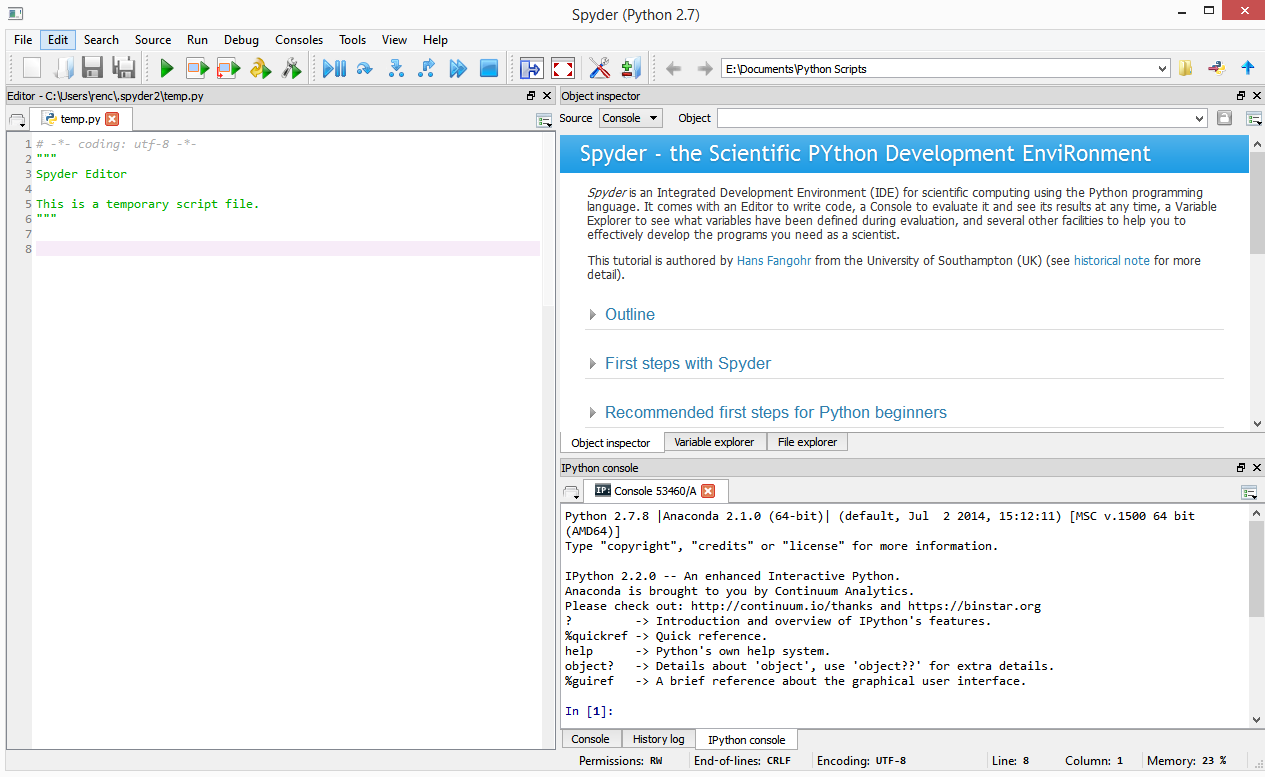 Spyder (Python 2.7)
File Edit Search Source Run Debug Consoles Tools View Help
E:\Documents\Python Scripts
Editor - C:\Users\renc\.spyder2\temp.py
temp.py
1 # -*- coding: utf-8 -*-
2 """
3 Spyder Editor
4
5 This is a temporary script file.
6 """
7
8
Object inspector
Source Console Object
Spyder - the Scientific PYthon Development EnviRonment
Spyder is an Integrated Development Environment (IDE) for scientific computing using the Python programming
language. It comes with an Editor to write code, a Console to evaluate it and see its results at any time, a Variable
Explorer to see what variables have been defined during evaluation, and several other facilities to help you to
effectively develop the programs you need as a scientist.
This tutorial is authored by Hans Fangohr from the University of Southampton (UK) (see historical note for more
detail).
Outline
First steps with Spyder
Recommended first steps for Python beginners
Object inspector Variable explorer File explorer
IPython console
IP: Console 53460/A
Python 2.7.8 |Anaconda 2.1.0 (64-bit)| (default, Jul  2 2014, 15:12:11) [MSC v.1500 64 bit
(AMD64)]
Type "copyright", "credits" or "license" for more information.
IPython 2.2.0 -- An enhanced Interactive Python.
Anaconda is brought to you by Continuum Analytics.
Please check out: http://continuum.io/thanks and https://binstar.org
?         -> Introduction and overview of IPython's features.
%quickref -> Quick reference.
help      -> Python's own help system.
object?   -> Details about 'object', use 'object??' for extra details.
%guiref   -> A brief reference about the graphical user interface.
In [1]:
Console History log IPython console
Permissions: RW End-of-lines: CRLF Encoding: UTF-8 Line: 8 Column: 1 Memory: 23 %